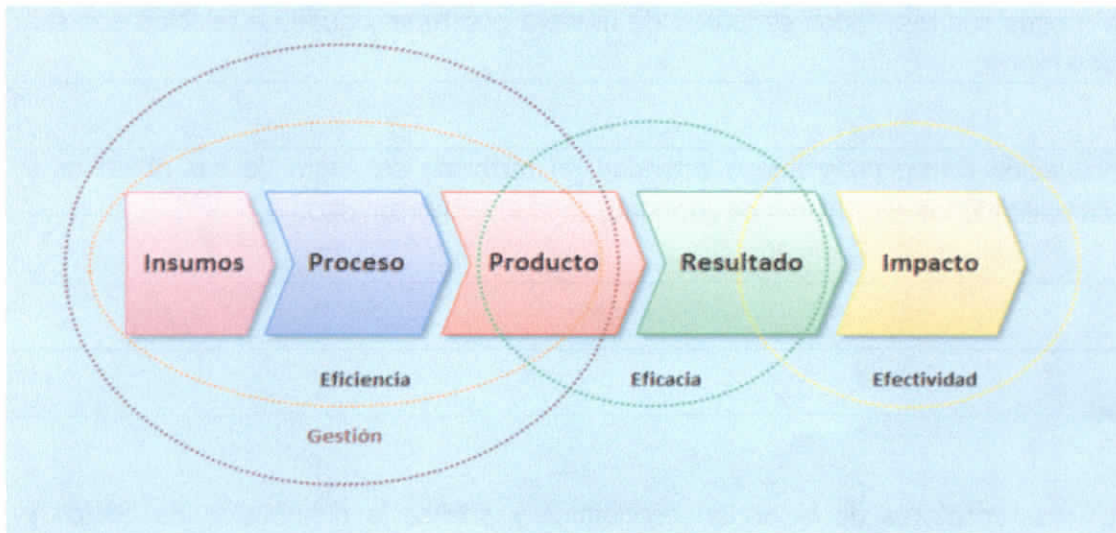 Insumos
Proceso
Producto
Resultado
Impacto
Eficiencia
Eficacia
Efectividad
Gestión